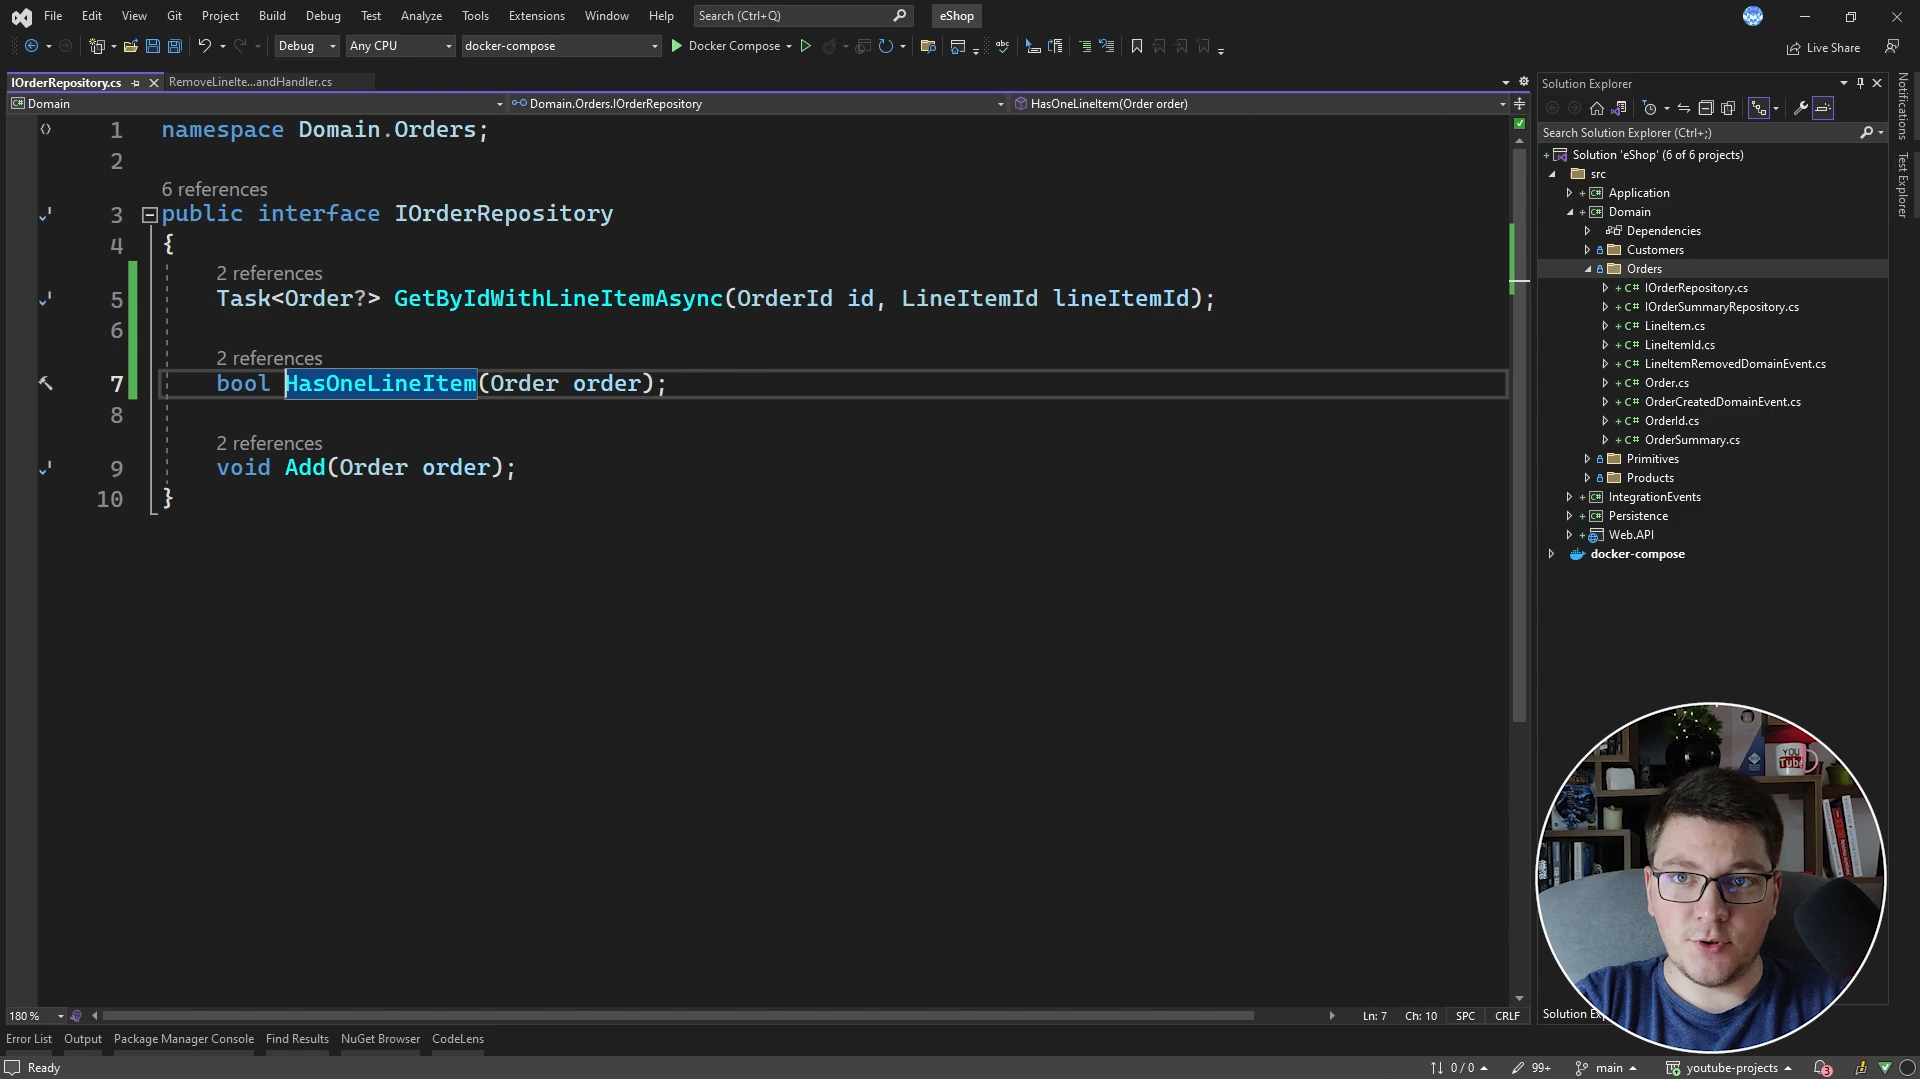 File Edit View Git Project Build Debug Test Analyze Tools Extensions Window Help Search (Ctrl+Q) eShop
Debug Any CPU docker-compose Docker Compose Live Share
IOrderRepository.cs RemoveLineIte...andHandler.cs
Domain Domain.Orders.IOrderRepository HasOneLineItem(Order order)
1 namespace Domain.Orders;
2
6 references
3 public interface IOrderRepository
4 {
2 references
5 Task<Order?> GetByIdWithLineItemAsync(OrderId id, LineItemId lineItemId);
6
2 references
7 bool HasOneLineItem(Order order);
8
2 references
9 void Add(Order order);
10 }
Solution Explorer
Search Solution Explorer (Ctrl+;)
Solution 'eShop' (6 of 6 projects)
src
Application
Domain
Dependencies
Customers
Orders
IOrderRepository.cs
IOrderSummaryRepository.cs
LineItem.cs
LineItemId.cs
LineItemRemovedDomainEvent.cs
Order.cs
OrderCreatedDomainEvent.cs
OrderId.cs
OrderSummary.cs
Primitives
Products
IntegrationEvents
Persistence
Web.API
docker-compose
Notifications
Test Explorer
YOU
Tube
180 % Ln: 7 Ch: 10 SPC CRLF
Error List Output Package Manager Console Find Results NuGet Browser CodeLens
Ready 0 / 0 99+ main youtube-projects 3